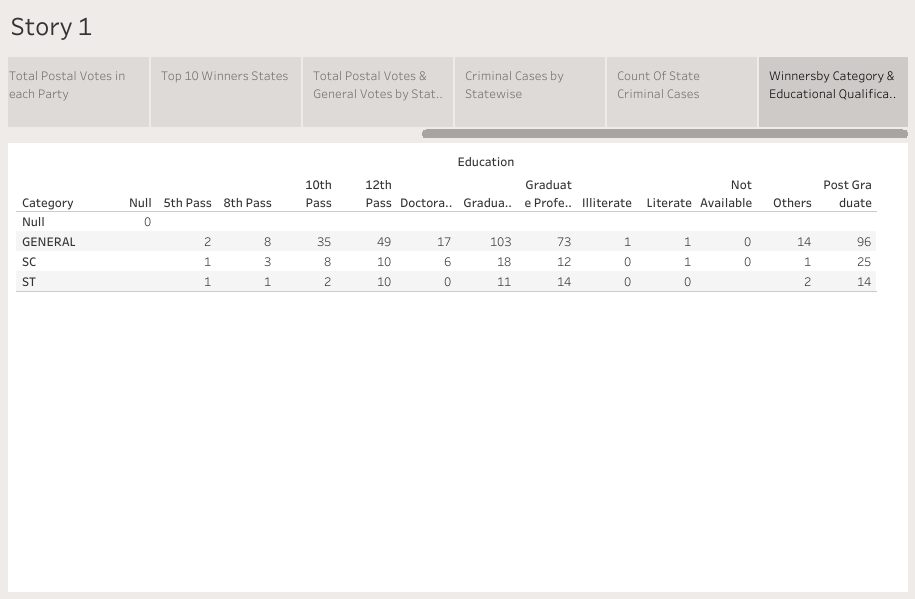 Story 1
Total Postal Votes in
each Party
Top 10 Winners States
Total Postal Votes &
General Votes by Stat..
Criminal Cases by
Statewise
Count Of State
Criminal Cases
Winnersby Category &
Educational Qualifica..
Education
10th 12th Graduat Not Post Gra
Category Null 5th Pass 8th Pass Pass Pass Doctora.. Gradua.. e Profe.. Illiterate Literate Available Others duate
Null 0
GENERAL 2 8 35 49 17 103 73 1 1 0 14 96
SC 1 3 8 10 6 18 12 0 1 0 1 25
ST 1 1 2 10 0 11 14 0 0 2 14